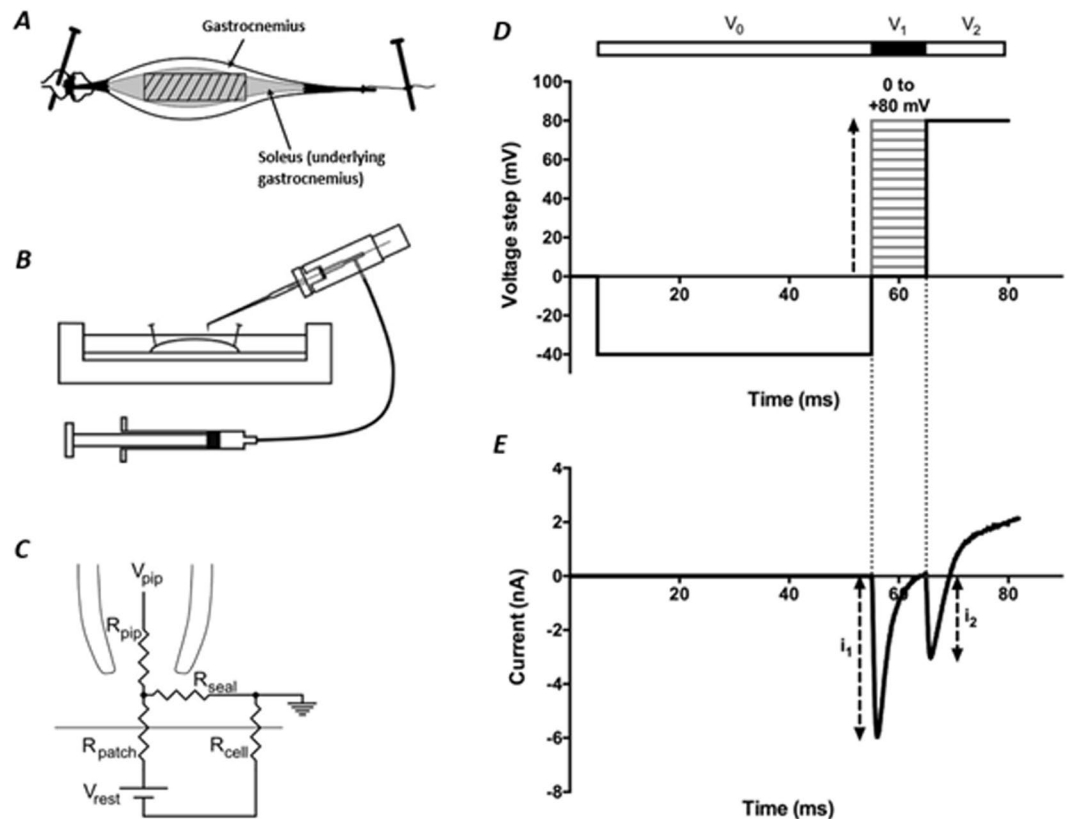 A
Gastrocnemius
Soleus (underlying
gastrocnemius)
B
C
V_pip
R_pip
R_seal
R_patch
R_cell
V_rest
D
V_0 V_1 V_2
0 to
+80 mV
100
80
60
40
20
0
-20
-40
20 40 60 80
Voltage step (mV)
Time (ms)
E
4
2
0
-2
-4
-6
-8
20 40 60 80
i_1
i_2
Current (nA)
Time (ms)